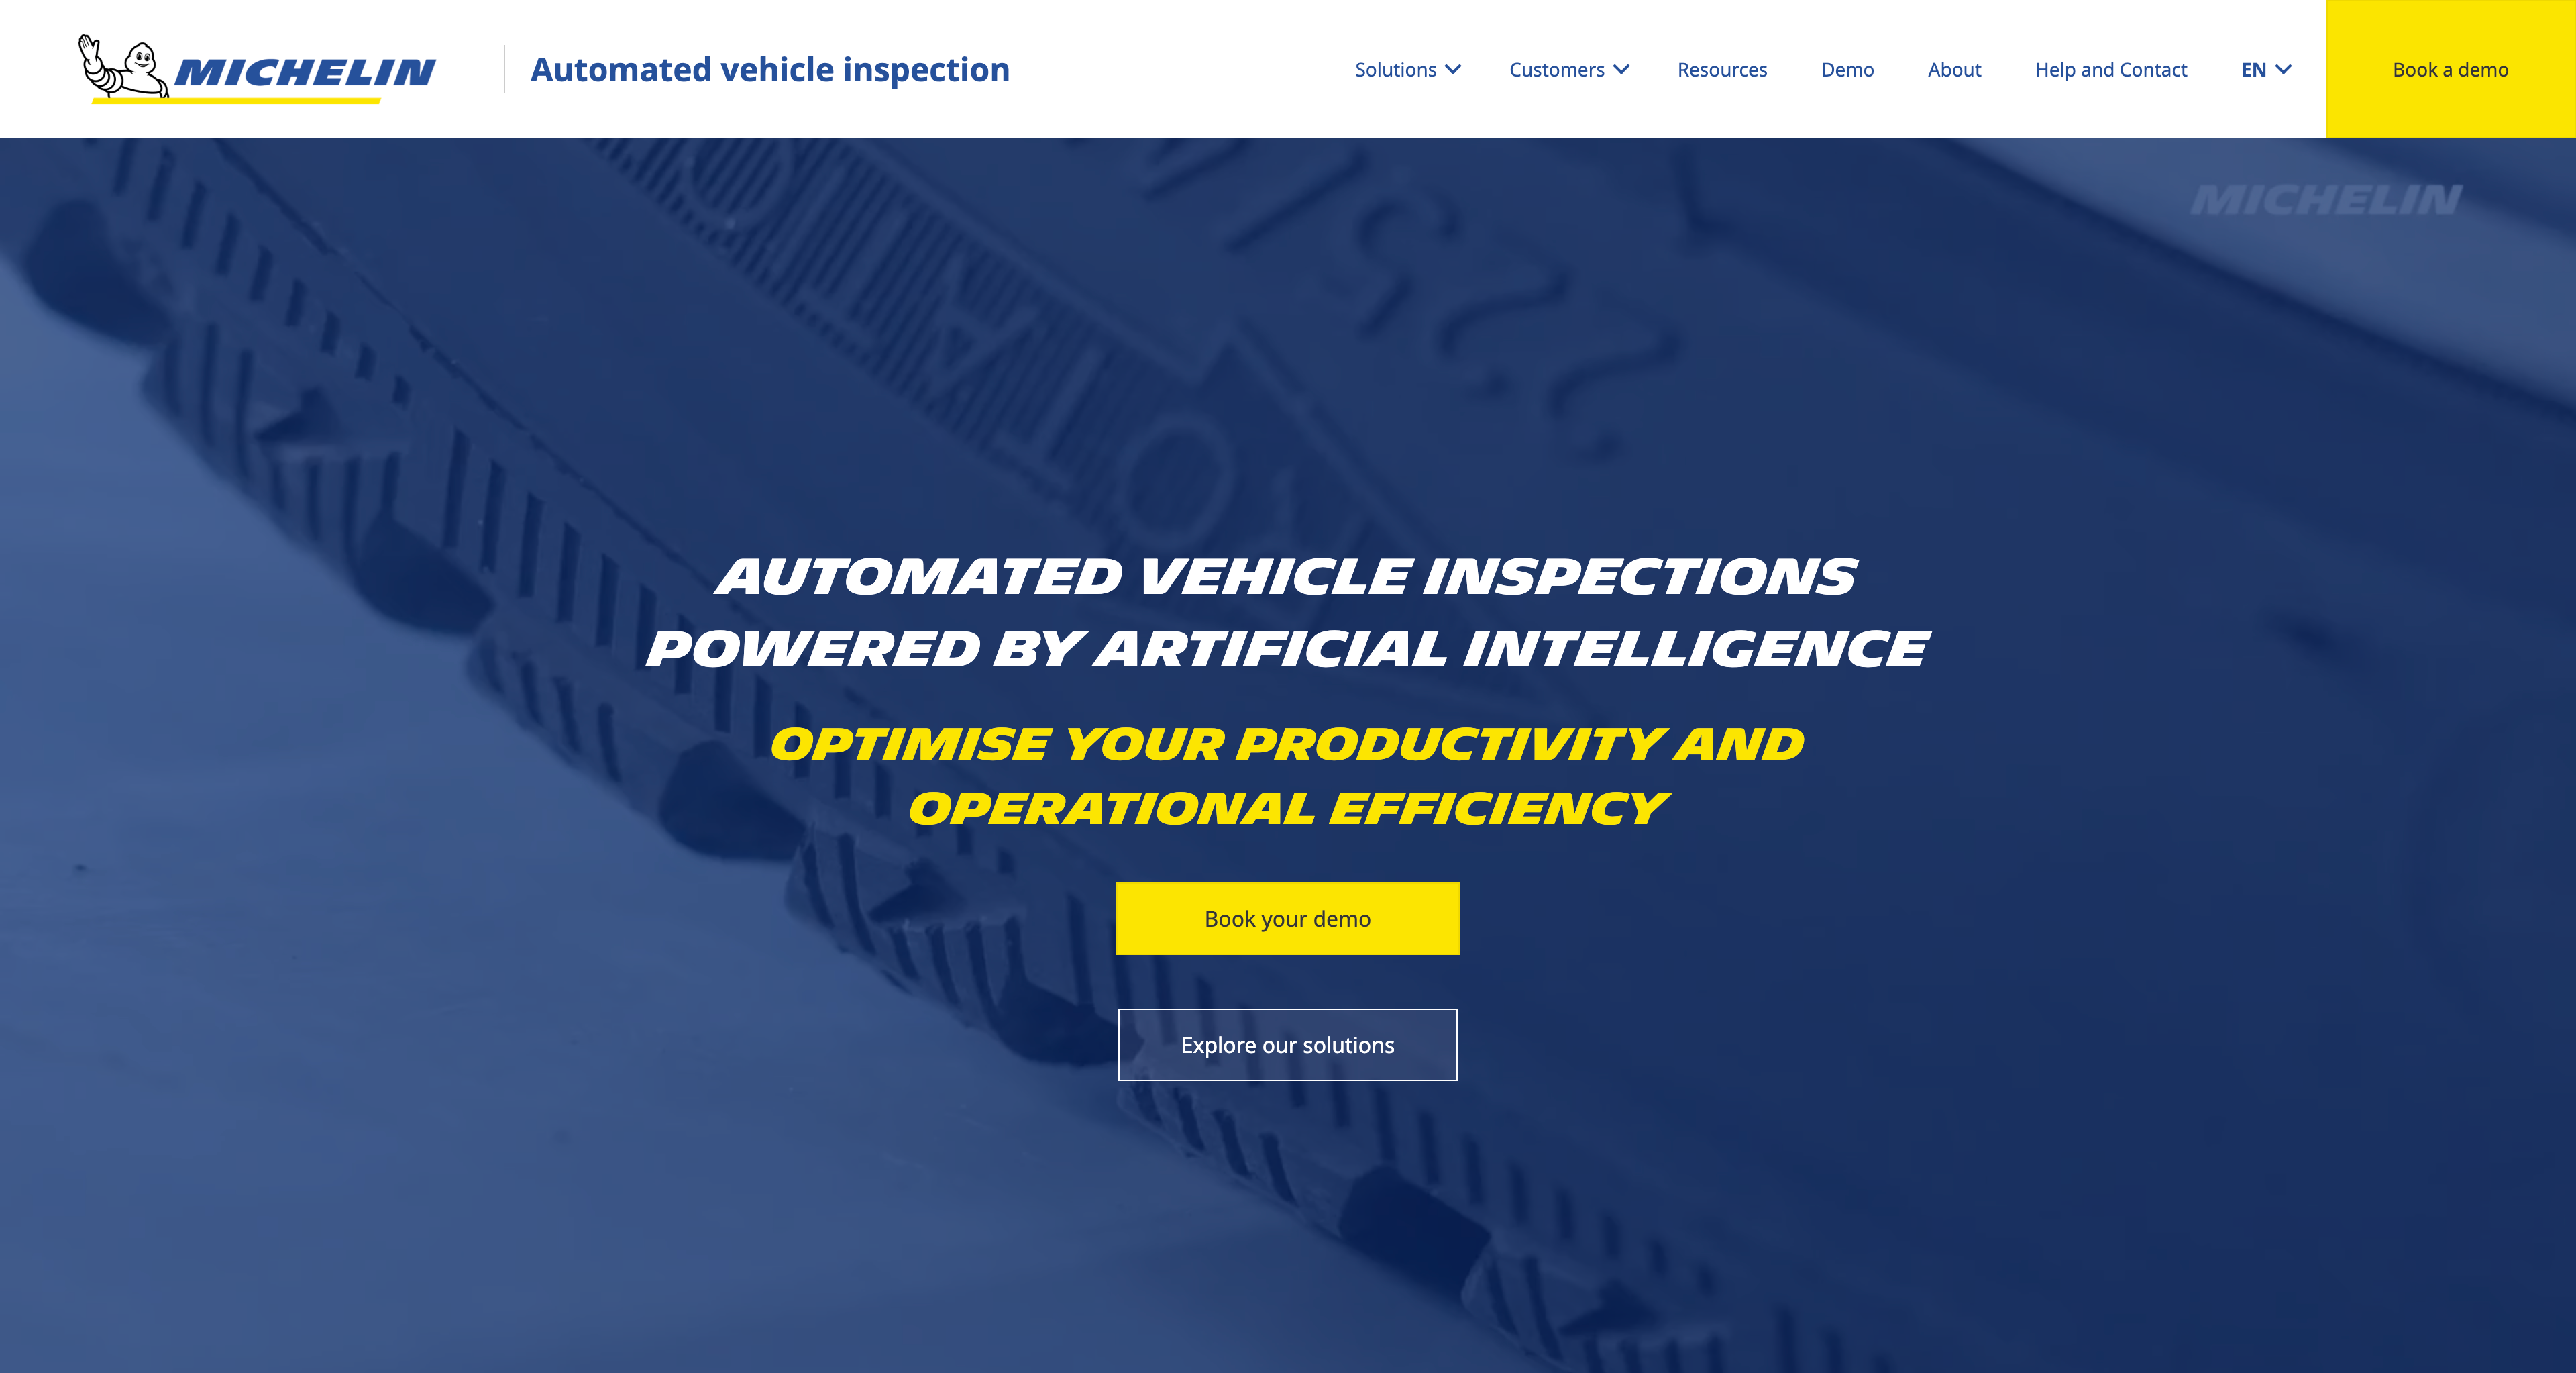 MICHELIN
Automated vehicle inspection
Solutions
Customers
Resources
Demo
About
Help and Contact
EN
Book a demo
MICHELIN
AUTOMATED VEHICLE INSPECTIONS
POWERED BY ARTIFICIAL INTELLIGENCE
OPTIMISE YOUR PRODUCTIVITY AND
OPERATIONAL EFFICIENCY
Book your demo
Explore our solutions